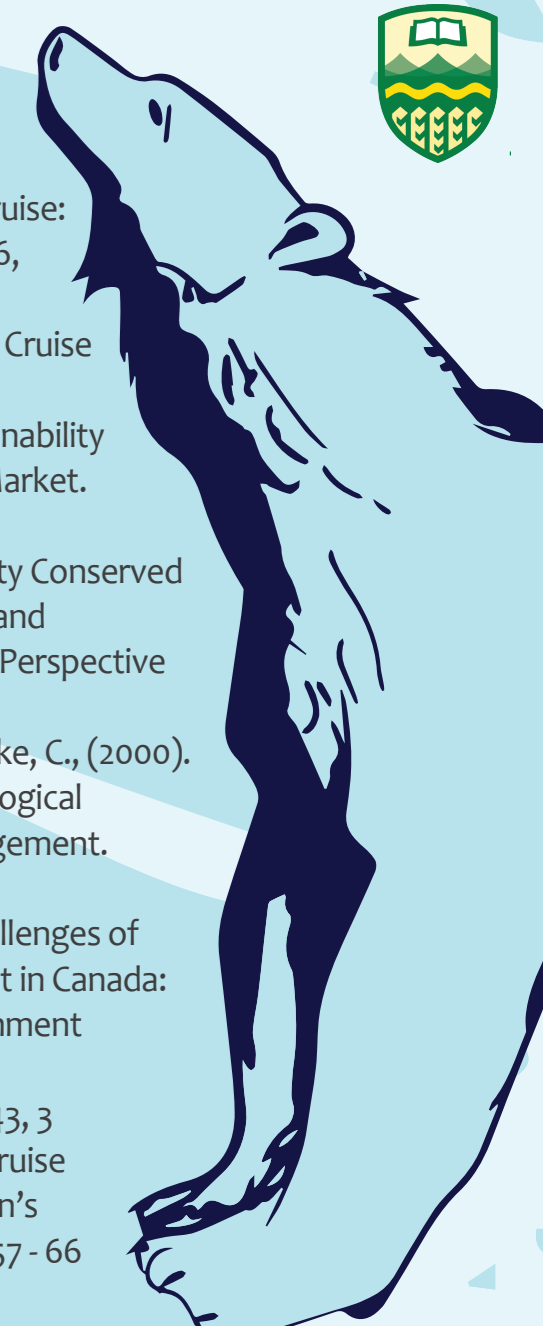 ruise:
6,
Cruise
nability
Market.
ty Conserved
and
Perspective
ke, C., (2000).
ogical
gement.
llenges of
t in Canada:
nment
43, 3
ruise
n’s
57 - 66